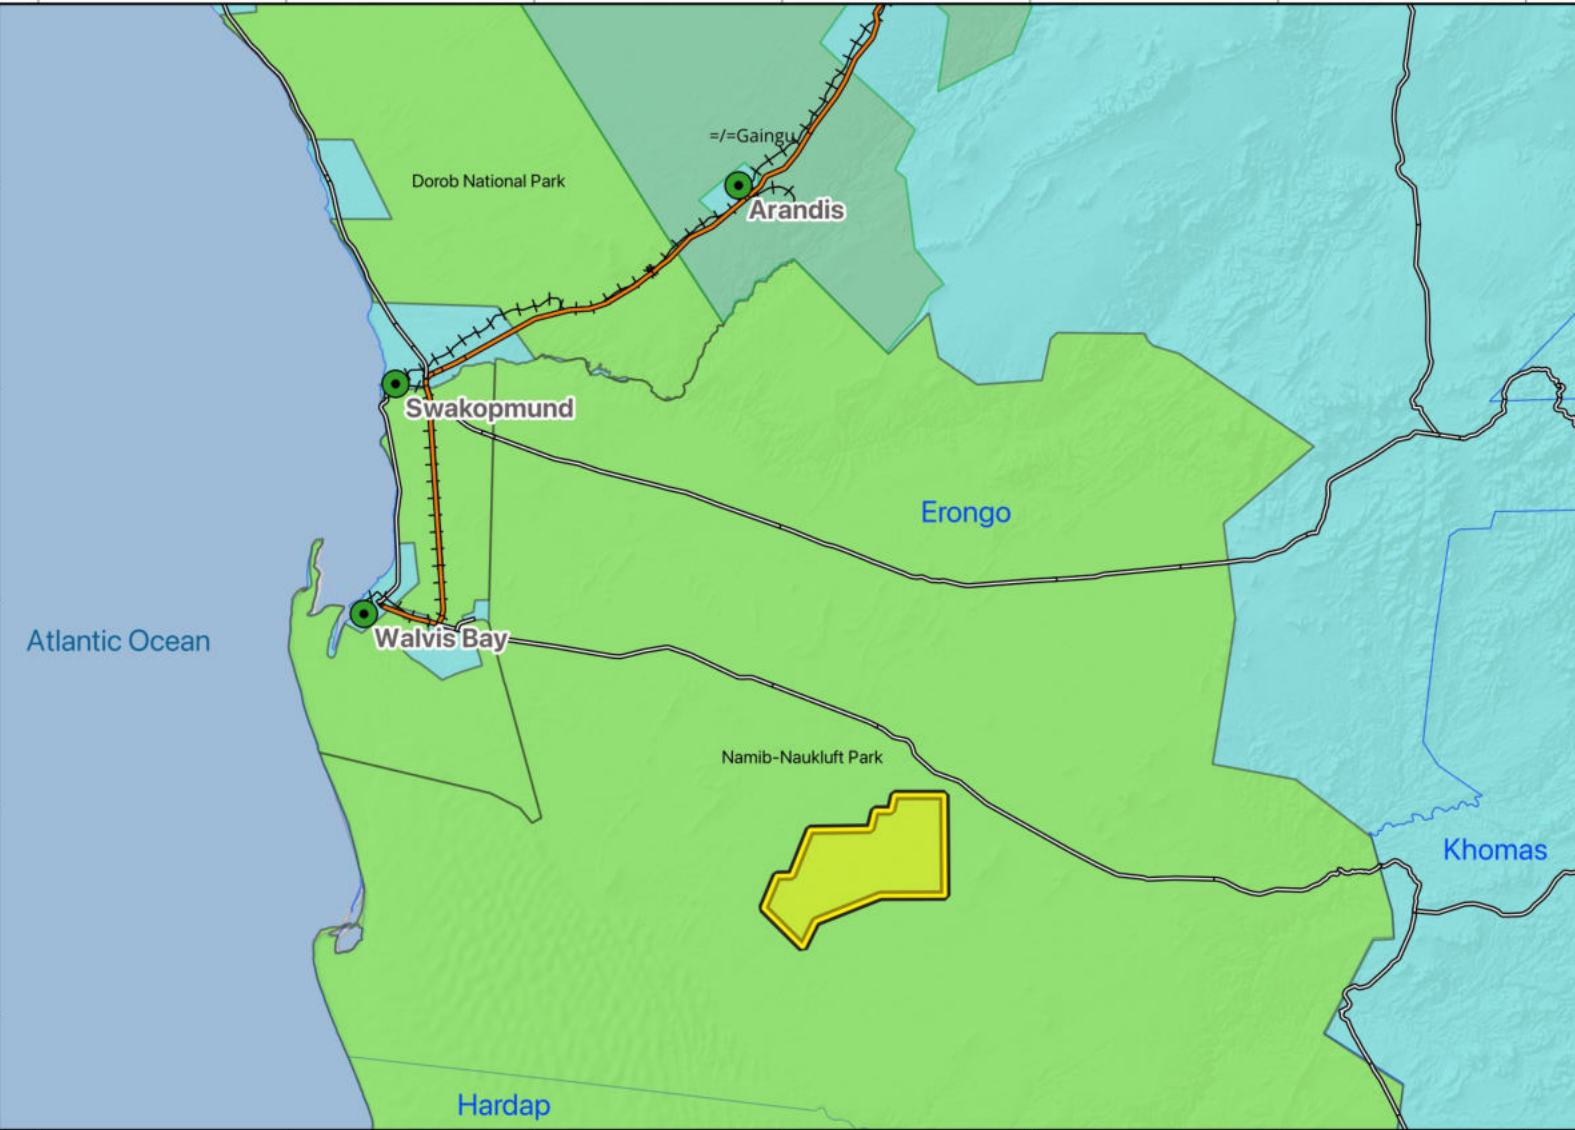 =/=Gaingu
Dorob National Park
Arandis
Swakopmund
Erongo
Atlantic Ocean
Walvis Bay
Namib-Naukluft Park
Khomas
Hardap